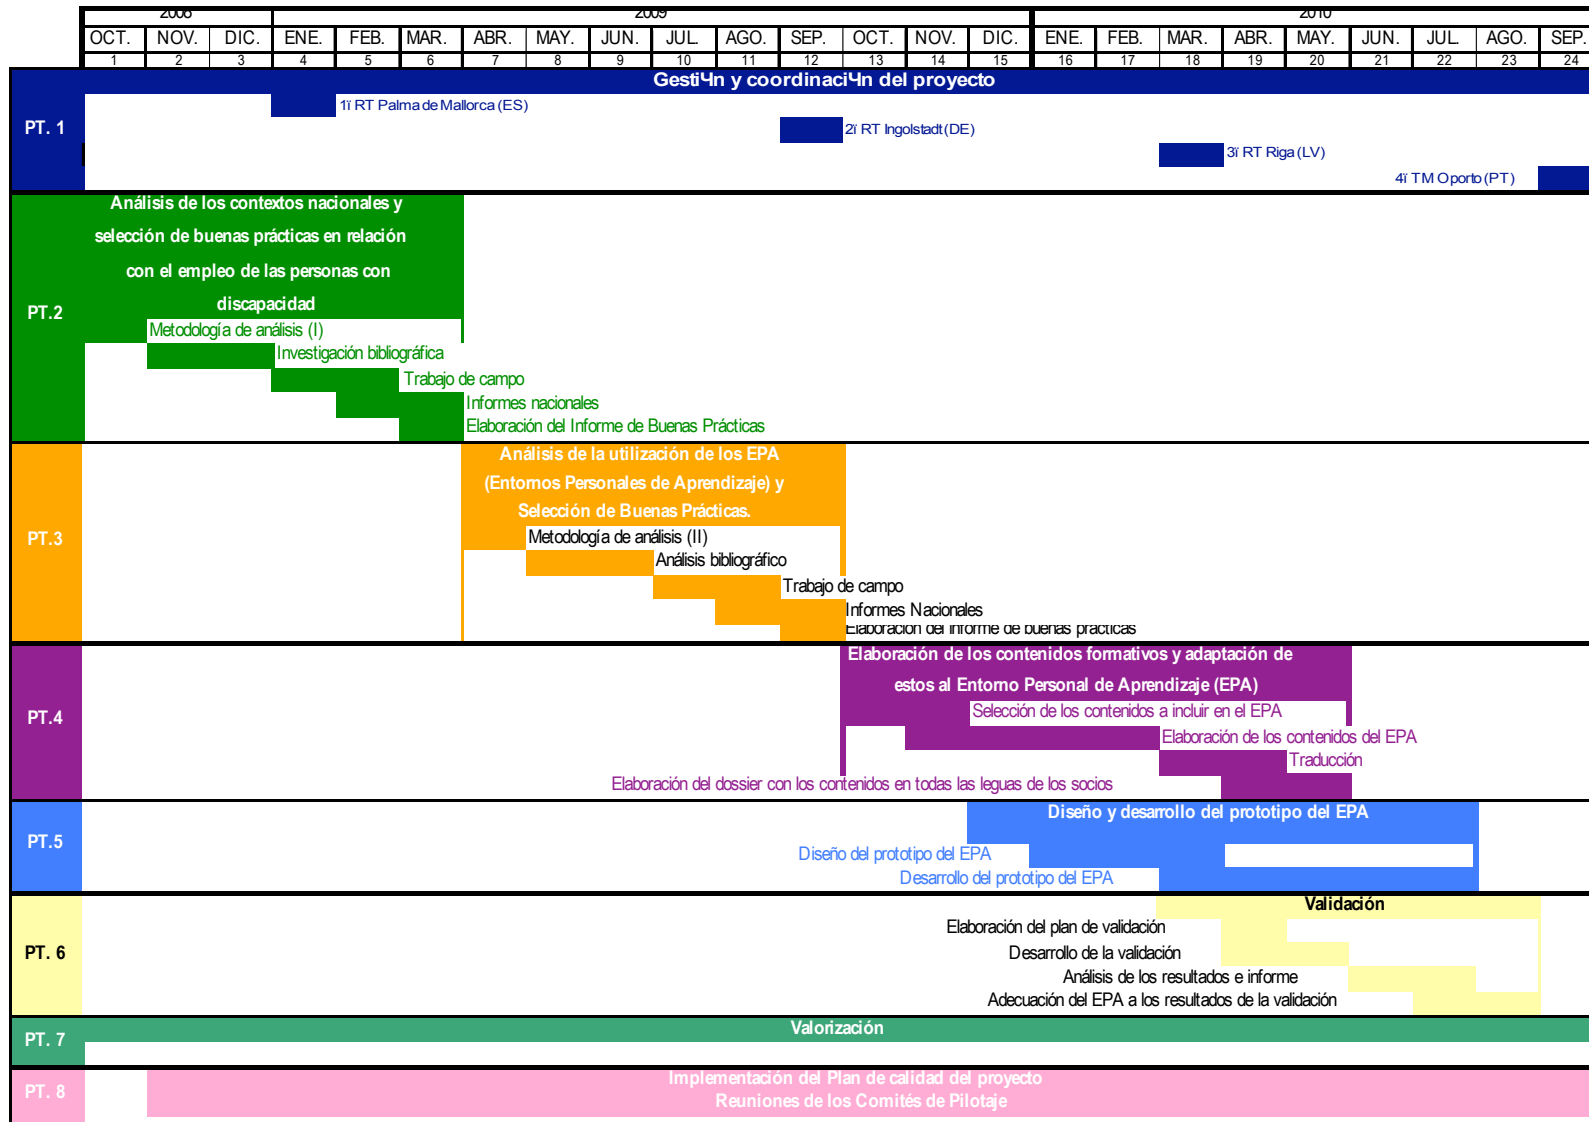 2008 2009 2010
OCT. NOV. DIC. ENE. FEB. MAR. ABR. MAY. JUN. JUL. AGO. SEP. OCT. NOV. DIC. ENE. FEB. MAR. ABR. MAY. JUN. JUL. AGO. SEP.
1 2 3 4 5 6 7 8 9 10 11 12 13 14 15 16 17 18 19 20 21 22 23 24
PT. 1
GestiЧn y coordinaciЧn del proyecto
1ï RT Palma de Mallorca (ES)
2ï RT Ingolstadt (DE)
3ï RT Riga (LV)
4ï TM Oporto (PT)
PT.2
Análisis de los contextos nacionales y
selección de buenas prácticas en relación
con el empleo de las personas con
discapacidad
Metodología de análisis (I)
Investigación bibliográfica
Trabajo de campo
Informes nacionales
Elaboración del Informe de Buenas Prácticas
PT.3
Análisis de la utilización de los EPA
(Entornos Personales de Aprendizaje) y
Selección de Buenas Prácticas.
Metodología de análisis (II)
Análisis bibliográfico
Trabajo de campo
Informes Nacionales
Elaboración del informe de buenas prácticas
PT.4
Elaboración de los contenidos formativos y adaptación de
estos al Entorno Personal de Aprendizaje (EPA)
Selección de los contenidos a incluir en el EPA
Elaboración de los contenidos del EPA
Traducción
Elaboración del dossier con los contenidos en todas las leguas de los socios
PT.5
Diseño y desarrollo del prototipo del EPA
Diseño del prototipo del EPA
Desarrollo del prototipo del EPA
PT. 6
Validación
Elaboración del plan de validación
Desarrollo de la validación
Análisis de los resultados e informe
Adecuación del EPA a los resultados de la validación
PT. 7
Valorización
PT. 8
Implementación del Plan de calidad del proyecto
Reuniones de los Comités de Pilotaje